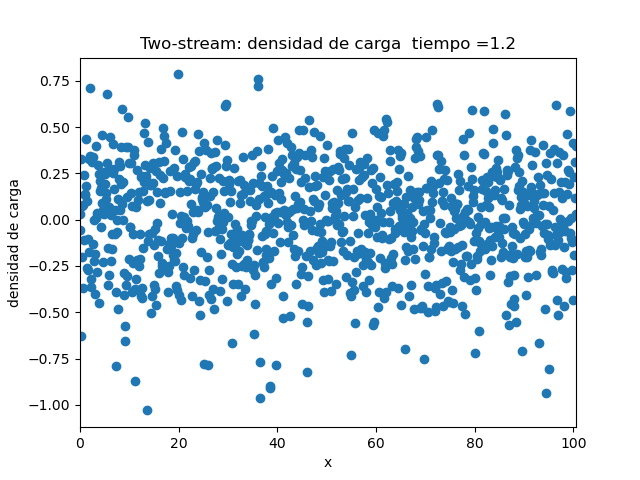 Two-stream: densidad de carga  tiempo =1.2
densidad de carga
0.75
0.50
0.25
0.00
−0.25
−0.50
−0.75
−1.00
0 20 40 60 80 100
x